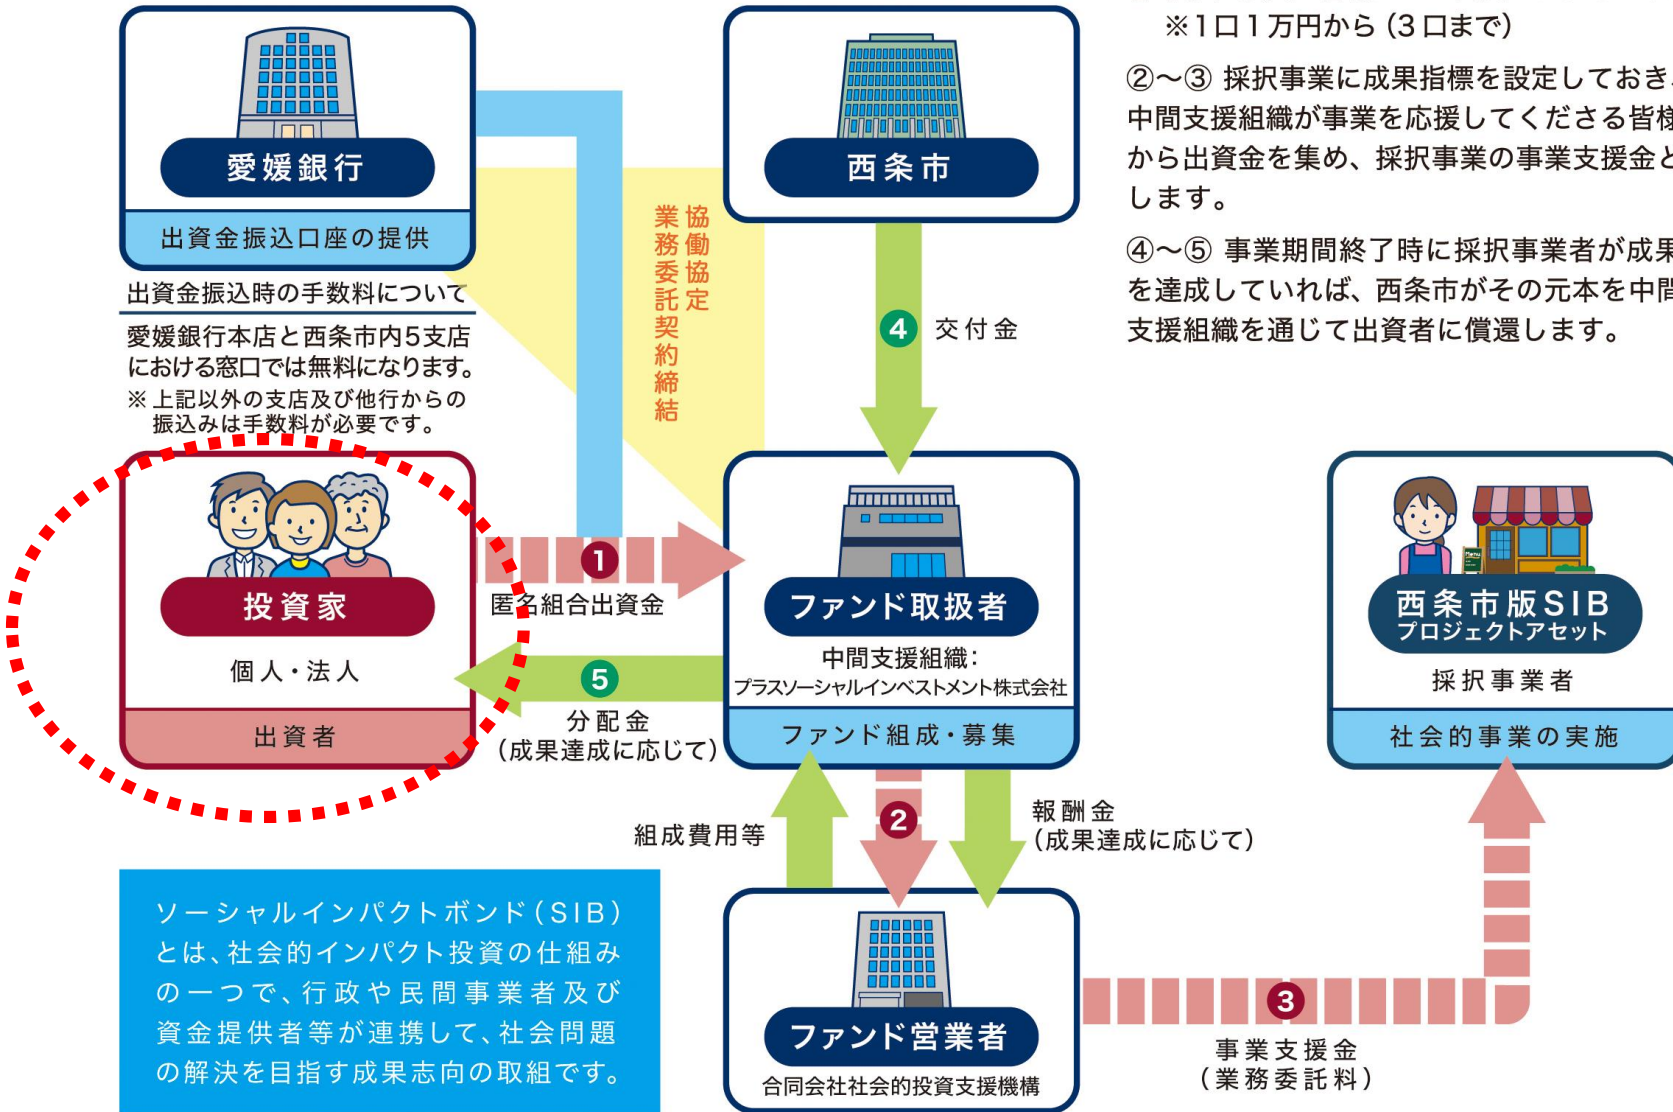 愛媛銀行
出資金振込口座の提供
出資金振込時の手数料について
愛媛銀行本店と西条市内5支店
における窓口では無料になります。
※上記以外の支店及び他行からの
振込みは手数料が必要です。
協働協定
業務委託契約締結
西条市
4 交付金
※1口1万円から（3口まで）
②～③ 採択事業に成果指標を設定しておき、
中間支援組織が事業を応援してくださる皆様
から出資金を集め、採択事業の事業支援金と
します。
④～⑤ 事業期間終了時に採択事業者が成果
を達成していれば、西条市がその元本を中間
支援組織を通じて出資者に償還します。
投資家
個人・法人
出資者
1
匿名組合出資金
5
分配金
（成果達成に応じて）
ファンド取扱者
中間支援組織：
プラスソーシャルインベストメント株式会社
ファンド組成・募集
Menu
西条市版SIB
プロジェクトアセット
採択事業者
社会的事業の実施
組成費用等
2
報酬金
（成果達成に応じて）
ソーシャルインパクトボンド（SIB）
とは、社会的インパクト投資の仕組み
の一つで、行政や民間事業者及び
資金提供者等が連携して、社会問題
の解決を目指す成果志向の取組です。
ファンド営業者
合同会社社会的投資支援機構
3
事業支援金
（業務委託料）